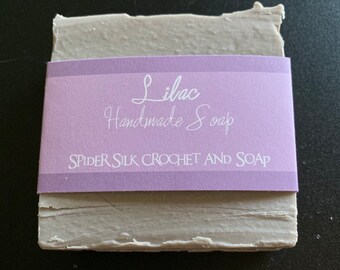 Lilac
Handmade Soap
SPIDER SILK CROCHET AND SOAP